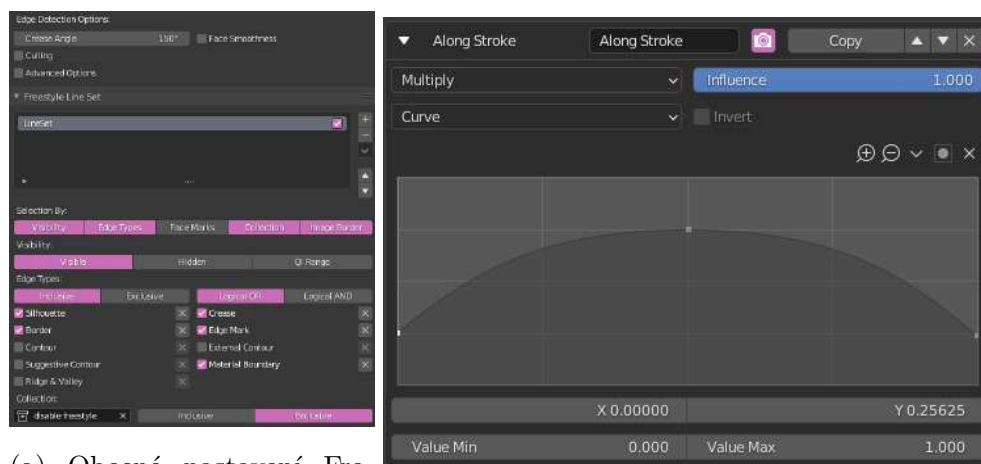 Edge Detection Options:
Crease Angle 150° Face Smoothness
Culling
Advanced Options
Freestyle Line Set
LineSet
Selection By:
Visibility Edge Types Face Marks Collection Image Border
Visibility:
Visible Hidden QI Range
Edge Types:
Inclusive Exclusive Logical OR Logical AND
Silhouette Crease
Border Edge Mark
Contour External Contour
Suggestive Contour Material Boundary
Ridge & Valley
Collection:
disable freestyle Inclusive Exclusive
Along Stroke Along Stroke Copy
Multiply Influence 1.000
Curve Invert
X 0.00000 Y 0.25625
Value Min 0.000 Value Max 1.000